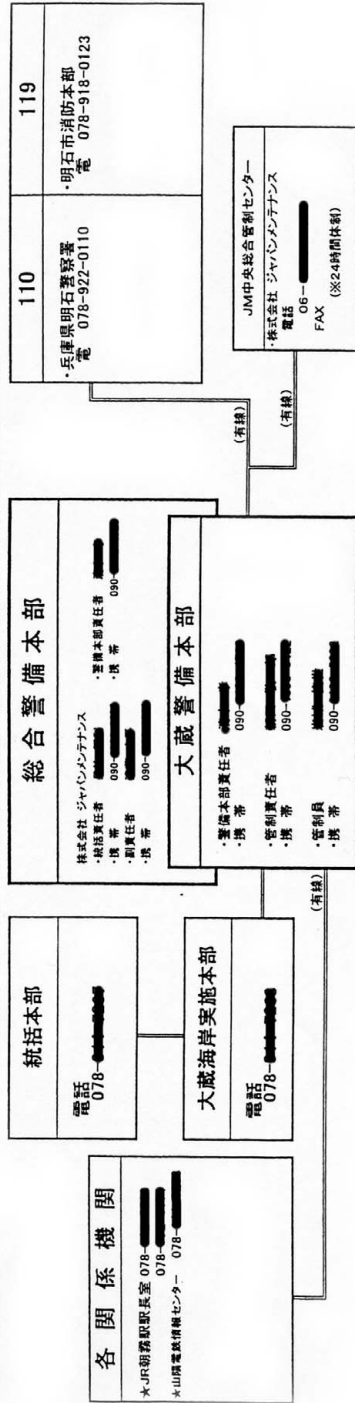 各関係機関
★JR朝霧駅駅長室 078-
078-
★山陽電鉄情報センター 078-
統括本部
電話
078-
大蔵海岸実施本部
電話
078-
総合警備本部
株式会社 ジャパンメンテナンス
・統括責任者
・携 帯 090-
・副責任者
・携 帯 090-
・警備本部責任者
・携 帯 090-
大蔵警備本部
・警備本部責任者
・携 帯 090-
・管制責任者
・携 帯 090-
・管制員
・携 帯 090-
(有線)
(有線)
(有線)
110
・兵庫県明石警察署
電 078-922-0110
119
・明石市消防本部
電 078-918-0123
JM中央総合管制センター
・株式会社 ジャパンメンテナンス
電話
06-
FAX
(※24時間体制)